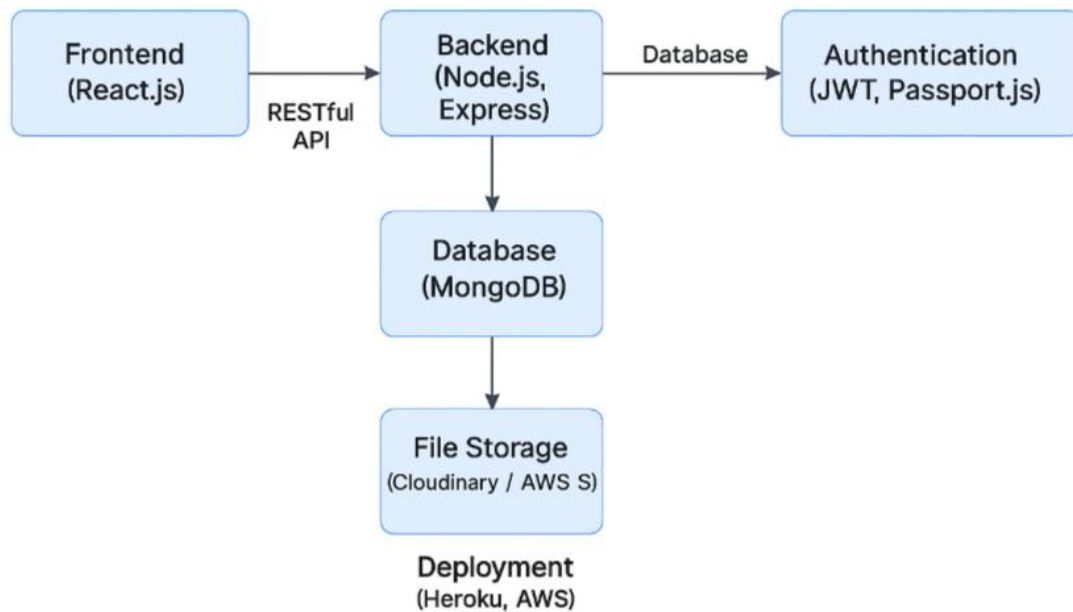 Frontend
(React.js)
RESTful
API
Backend
(Node.js,
Express)
Database
Authentication
(JWT, Passport.js)
Database
(MongoDB)
File Storage
(Cloudinary / AWS S)
Deployment
(Heroku, AWS)